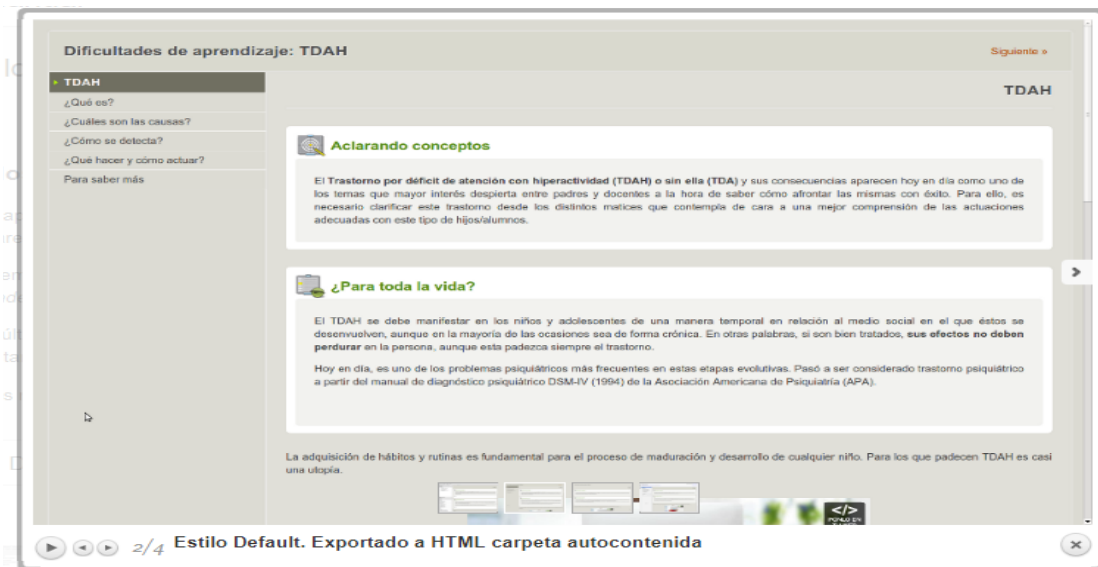 Dificultades de aprendizaje: TDAH
Siguiente »
TDAH
¿Qué es?
¿Cuáles son las causas?
¿Cómo se detecta?
¿Qué hacer y cómo actuar?
Para saber más
TDAH
Aclarando conceptos
El Trastorno por déficit de atención con hiperactividad (TDAH) o sin ella (TDA) y sus consecuencias aparecen hoy en día como uno de
los temas que mayor interés despierta entre padres y docentes a la hora de saber cómo afrontar las mismas con éxito. Para ello, es
necesario clarificar este trastorno desde los distintos matices que contempla de cara a una mejor comprensión de las actuaciones
adecuadas con este tipo de hijos/alumnos.
¿Para toda la vida?
El TDAH se debe manifestar en los niños y adolescentes de una manera temporal en relación al medio social en el que éstos se
desenvuelven, aunque en la mayoría de las ocasiones sea de forma crónica. En otras palabras, si son bien tratados, sus efectos no deben
perdurar en la persona, aunque esta padezca siempre el trastorno.
Hoy en día, es uno de los problemas psiquiátricos más frecuentes en estas etapas evolutivas. Pasó a ser considerado trastorno psiquiátrico
a partir del manual de diagnóstico psiquiátrico DSM-IV (1994) de la Asociación Americana de Psiquiatría (APA).
La adquisición de hábitos y rutinas es fundamental para el proceso de maduración y desarrollo de cualquier niño. Para los que padecen TDAH es casi
una utopía.
</>
PONLO EN
2/4 Estilo Default. Exportado a HTML carpeta autocontenida